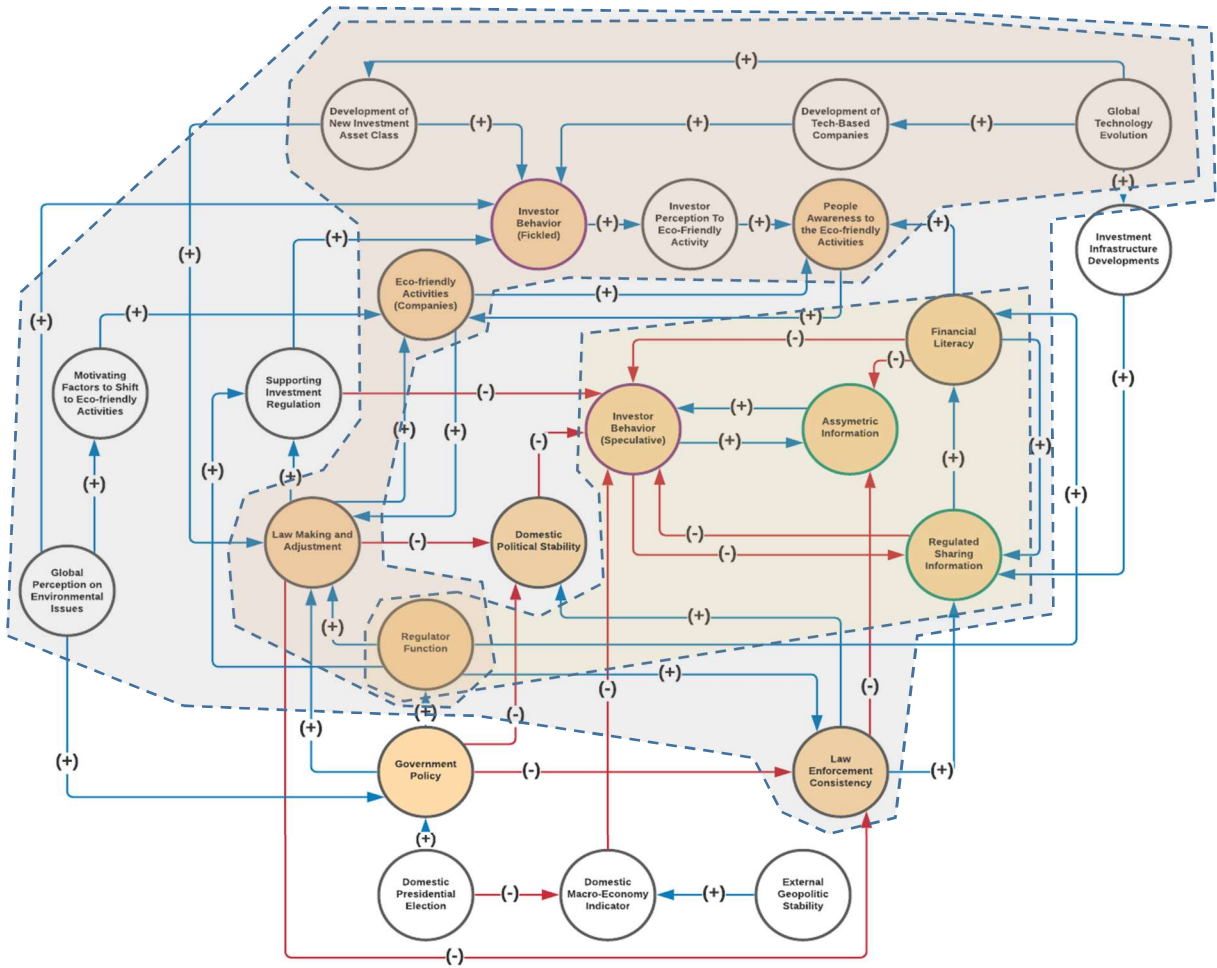 (+)
Development of
New Investment
Asset Class
(+)
(+)
Development of
Tech-Based
Companies
(+)
Global
Technology
Evolution
(+)
Investor
Behavior
(Fickled)
(+)
Investor
Perception To
Eco-Friendly
Activity
(+)
People
Awareness to
the Eco-friendly
Activities
(+)
Investment
Infrastructure
Developments
(+)
(+)
Eco-friendly
Activities
(Companies)
(+)
(+)
(+)
(+)
Financial
Literacy
(-)
(-)
Motivating
Factors to Shift
to Eco-friendly
Activities
Supporting
Investment
Regulation
(-)
(+)
Investor
Behavior
(Speculative)
(+)
(+)
Assymetric
Information
(+)
(+)
(+)
(-)
(+)
(+)
(+)
(+)
(+)
(+)
Law Making and
Adjustment
(-)
Domestic
Political Stability
(-)
(-)
Regulated
Sharing
Information
Global
Perception on
Environmental
Issues
(+)
Regulator
Function
(+)
(+)
(-)
(-)
(+)
(-)
(+)
(+)
Government
Policy
(-)
Law
Enforcement
Consistency
(+)
(+)
Domestic
Presidential
Election
(-)
Domestic
Macro-Economy
Indicator
(+)
External
Geopolitic
Stability
(-)